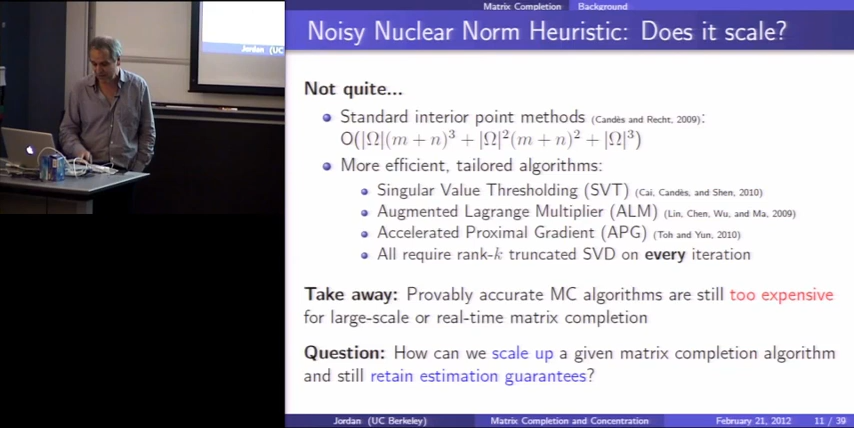 Matrix Completion Background
Noisy Nuclear Norm Heuristic: Does it scale?
Not quite...
Standard interior point methods (Candès and Recht, 2009):
O(|Ω|(m + n)³ + |Ω|²(m + n)² + |Ω|³)
More efficient, tailored algorithms:
Singular Value Thresholding (SVT) (Cai, Candès, and Shen, 2010)
Augmented Lagrange Multiplier (ALM) (Lin, Chen, Wu, and Ma, 2009)
Accelerated Proximal Gradient (APG) (Toh and Yun, 2010)
All require rank-k truncated SVD on every iteration
Take away: Provably accurate MC algorithms are still too expensive
for large-scale or real-time matrix completion
Question: How can we scale up a given matrix completion algorithm
and still retain estimation guarantees?
Jordan (UC Berkeley) Matrix Completion and Concentration February 21, 2012 11 / 39
Jordan (UC